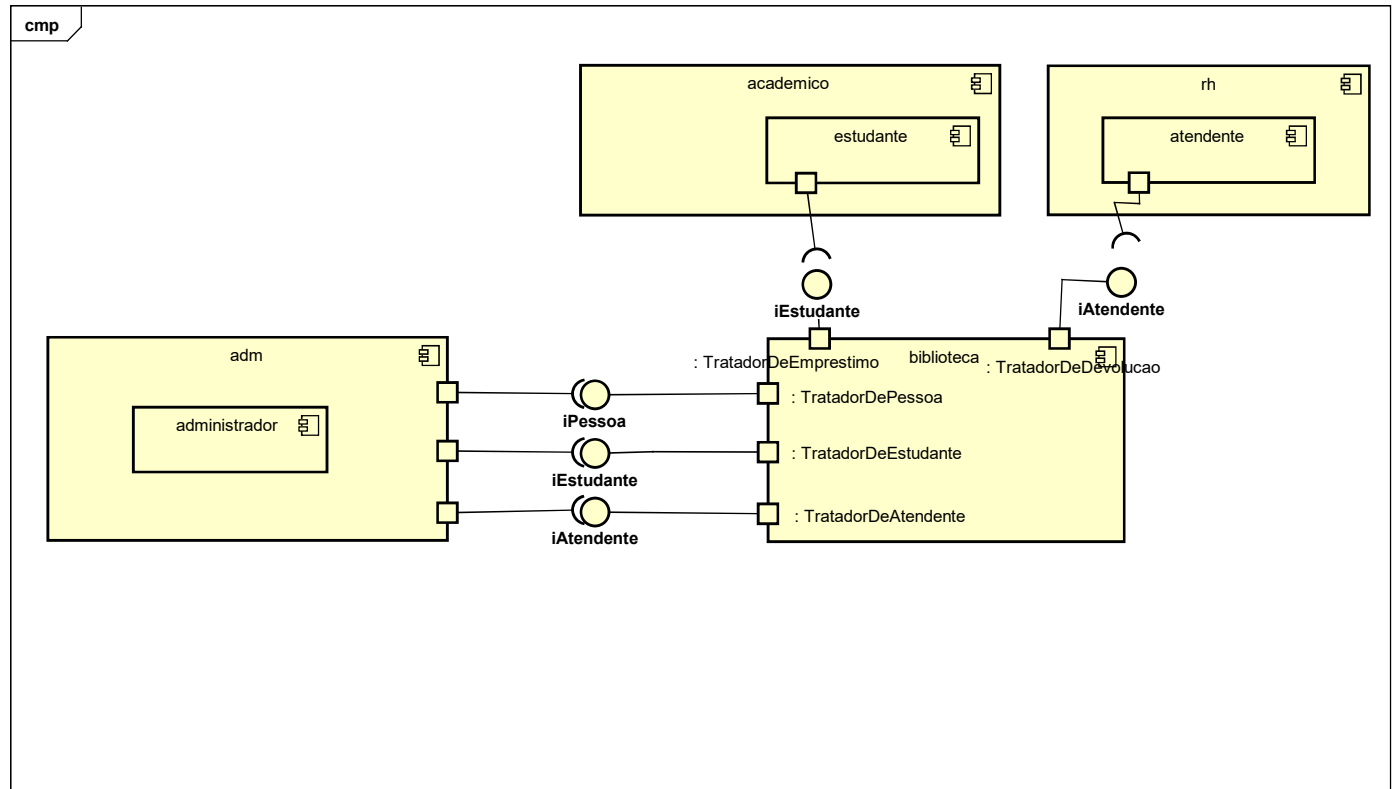 cmp
academico
rh
estudante
atendente
iEstudante
iAtendente
adm
biblioteca
: TratadorDeEmprestimo
: TratadorDeDevolucao
administrador
iPessoa
: TratadorDePessoa
iEstudante
: TratadorDeEstudante
iAtendente
: TratadorDeAtendente